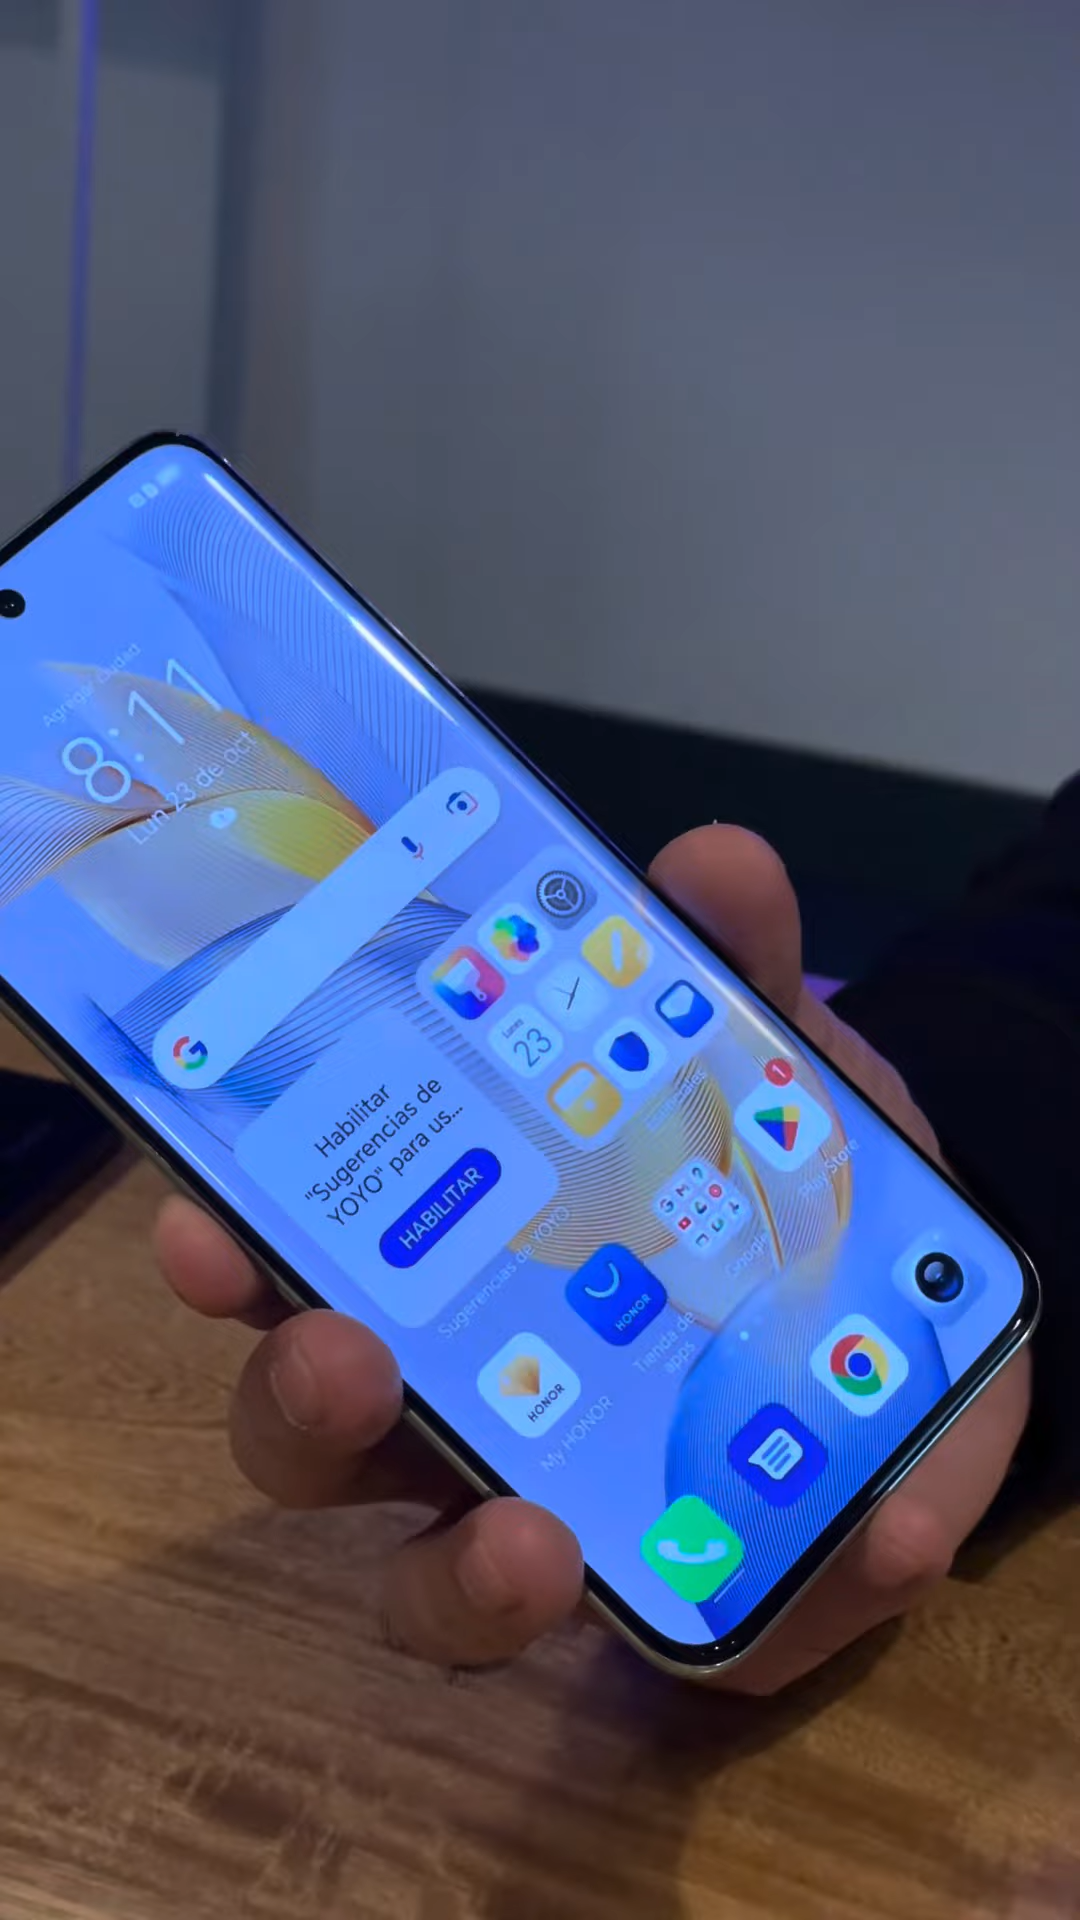 Agregar ciudad
8:11
Lun 23 de oct
Lunes
23
Habilitar
"Sugerencias de
YOYO" para us...
HABILITAR
Sugerencias de YOYO
1
Play Store
Google
HONOR
Tienda de
apps
HONOR
My HONOR